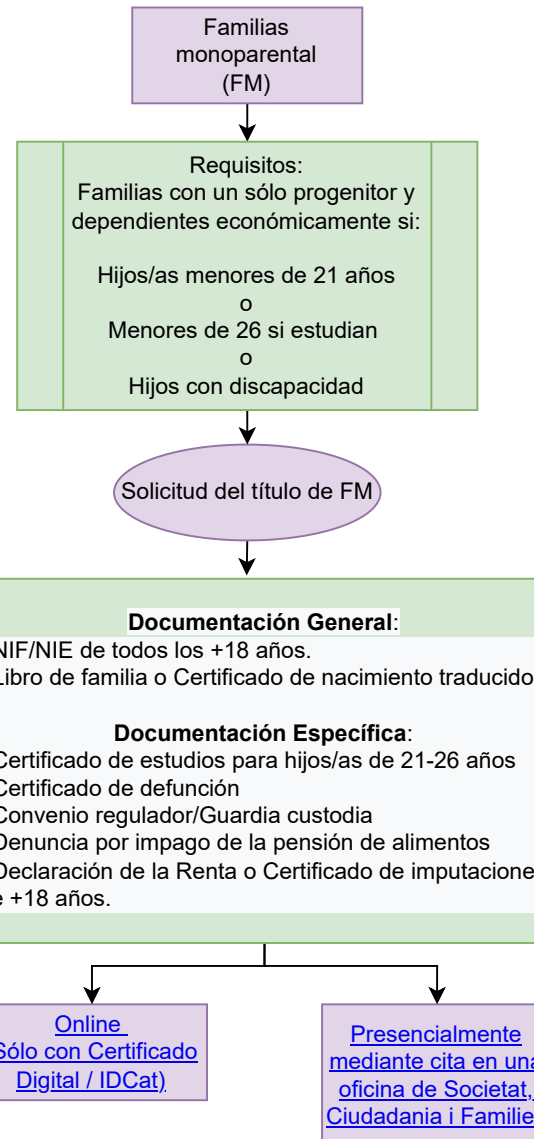 Familias
monoparental
(FM)
Requisitos:
Familias con un sólo progenitor y
dependientes económicamente si:
Hijos/as menores de 21 años
o
Menores de 26 si estudian
o
Hijos con discapacidad
Solicitud del título de FM
Documentación General:
NIF/NIE de todos los +18 años.
Libro de familia o Certificado de nacimiento traducido
Documentación Específica:
Certificado de estudios para hijos/as de 21-26 años
Certificado de defunción
Convenio regulador/Guardia custodia
Denuncia por impago de la pensión de alimentos
Declaración de la Renta o Certificado de imputacione
e +18 años.
Online
Sólo con Certificado
Digital / IDCat)
Presencialmente
mediante cita en una
oficina de Societat,
Ciudadania i Familie